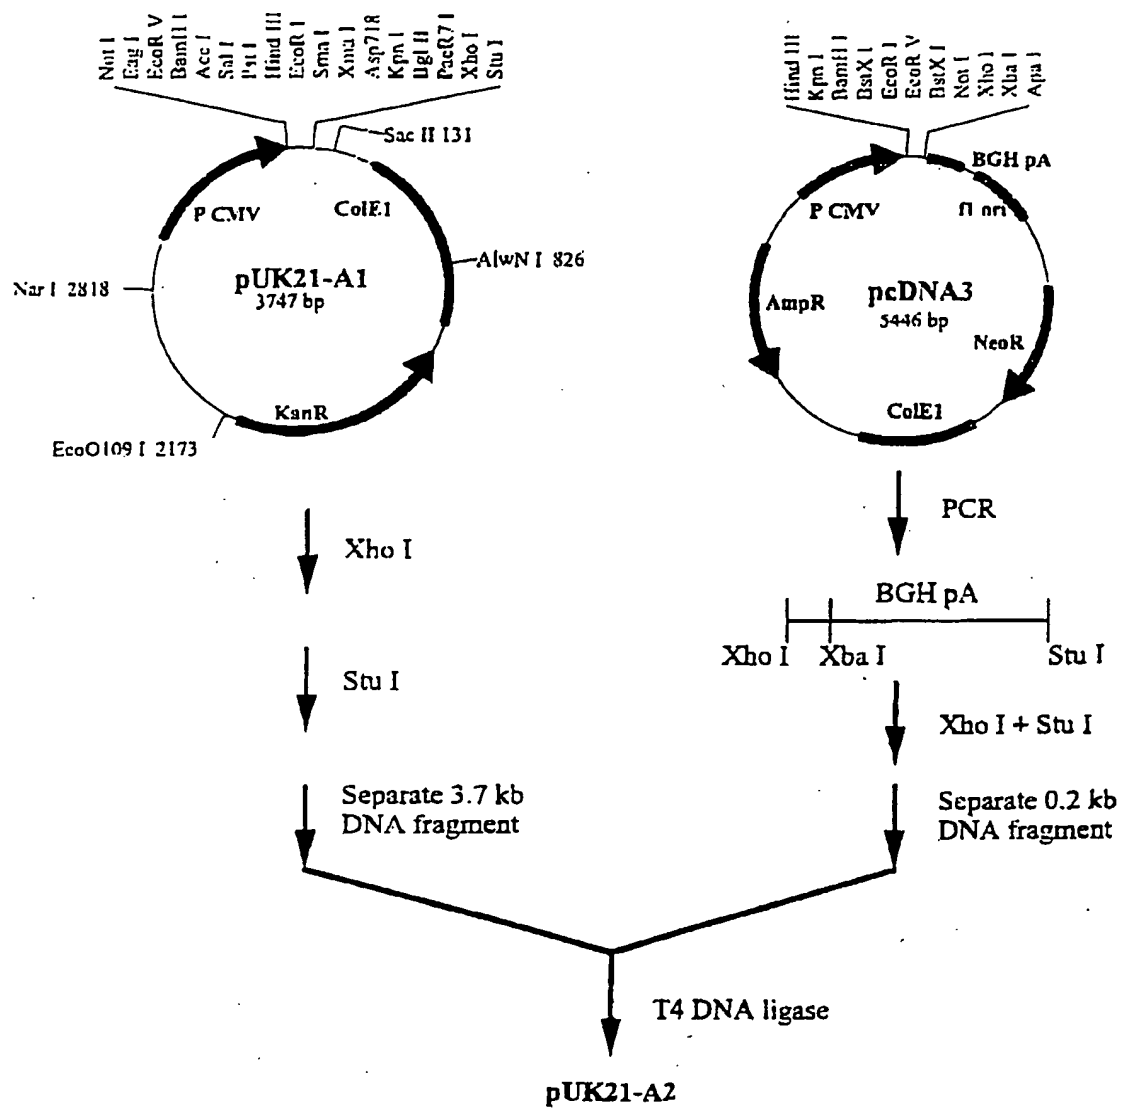 Not I
Eag I
EcoR V
BamH I
Acc I
Sal I
Pst I
Hind III
EcoR I
Sma I
Xma I
Asp718
Kpn I
Bgl II
PaeR7 I
Xho I
Stu I
Sac II 131
P CMV
ColE1
AlwN I 826
pUK21-A1
3747 bp
Nar I 2818
KanR
EcoO109 I 2173
Hind III
Kpn I
BamH I
BstX I
EcoR I
EcoR V
BstX I
Not I
Xho I
Xba I
Apa I
BGH pA
P CMV
f1 ori
AmpR
pcDNA3
5446 bp
NeoR
ColE1
Xho I
Stu I
Separate 3.7 kb
DNA fragment
PCR
BGH pA
Xho I
Xba I
Stu I
Xho I + Stu I
Separate 0.2 kb
DNA fragment
T4 DNA ligase
pUK21-A2